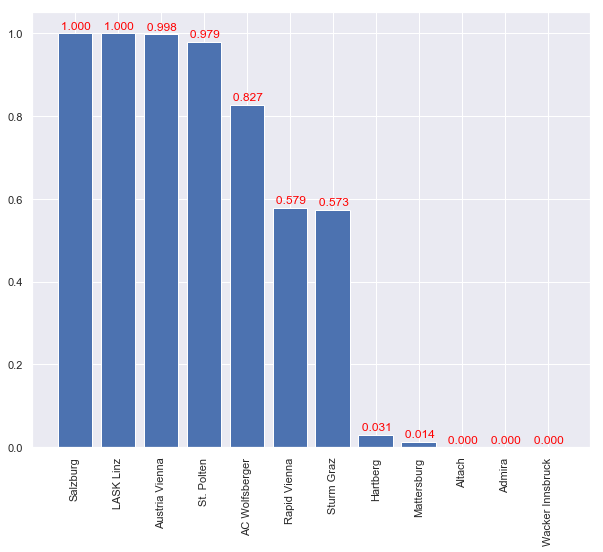 1.000 1.000 0.998 0.979 0.827 0.579 0.573 0.031 0.014 0.000 0.000 0.000
1.0
0.8
0.6
0.4
0.2
0.0
Salzburg
LASK Linz
Austria Vienna
St. Polten
AC Wolfsberger
Rapid Vienna
Sturm Graz
Hartberg
Mattersburg
Altach
Admira
Wacker Innsbruck